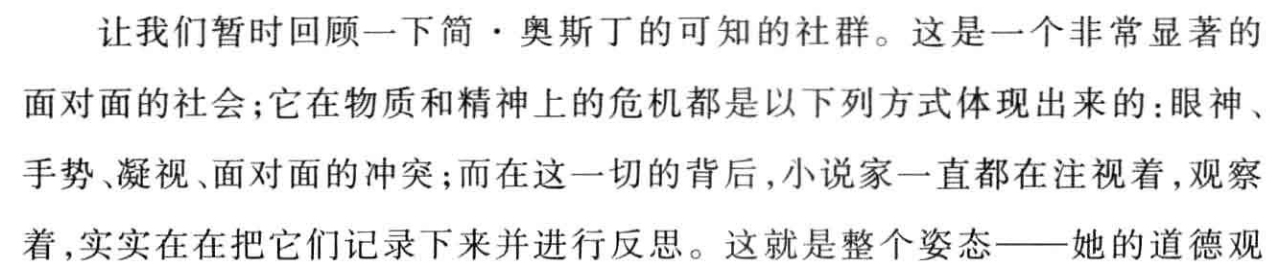 让我们暂时回顾一下简·奥斯丁的可知的社群。这是一个非常显著的
面对面的社会;它在物质和精神上的危机都是以下列方式体现出来的:眼神、
手势、凝视、面对面的冲突;而在这一切的背后,小说家一直都在注视着,观察
着,实实在在把它们记录下来并进行反思。这就是整个姿态——她的道德观